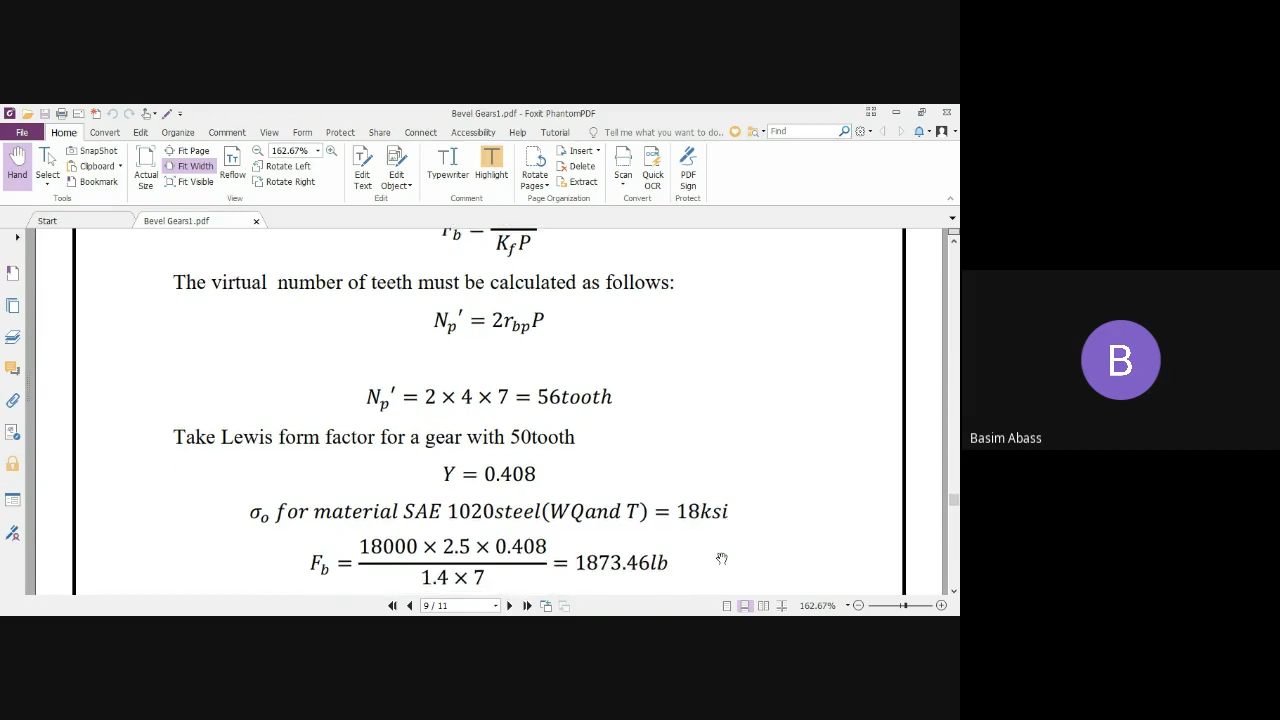 Bevel Gears1.pdf - Foxit PhantomPDF
File Home Convert Edit Organize Comment View Form Protect Share Connect Accessibility Help Tutorial Tell me what you want to do.. Find
Hand
Select
SnapShot
Clipboard
Bookmark
Tools
Actual Size
Fit Page
Fit Width
Fit Visible
Reflow
162.67%
Rotate Left
Rotate Right
View
Edit Text
Edit Object
Edit
Typewriter
Highlight
Comment
Rotate Pages
Insert
Delete
Extract
Page Organization
Scan
Quick OCR
Convert
PDF Sign
Protect
Start Bevel Gears1.pdf
F_b = / K_f P
The virtual number of teeth must be calculated as follows:
N_p' = 2r_{bp}P
N_p' = 2 × 4 × 7 = 56tooth
Take Lewis form factor for a gear with 50tooth
Y = 0.408
σ_o for material SAE 1020steel(WQand T) = 18ksi
F_b = 18000 × 2.5 × 0.408 / 1.4 × 7 = 1873.46lb
9 / 11 162.67%
B
Basim Abass